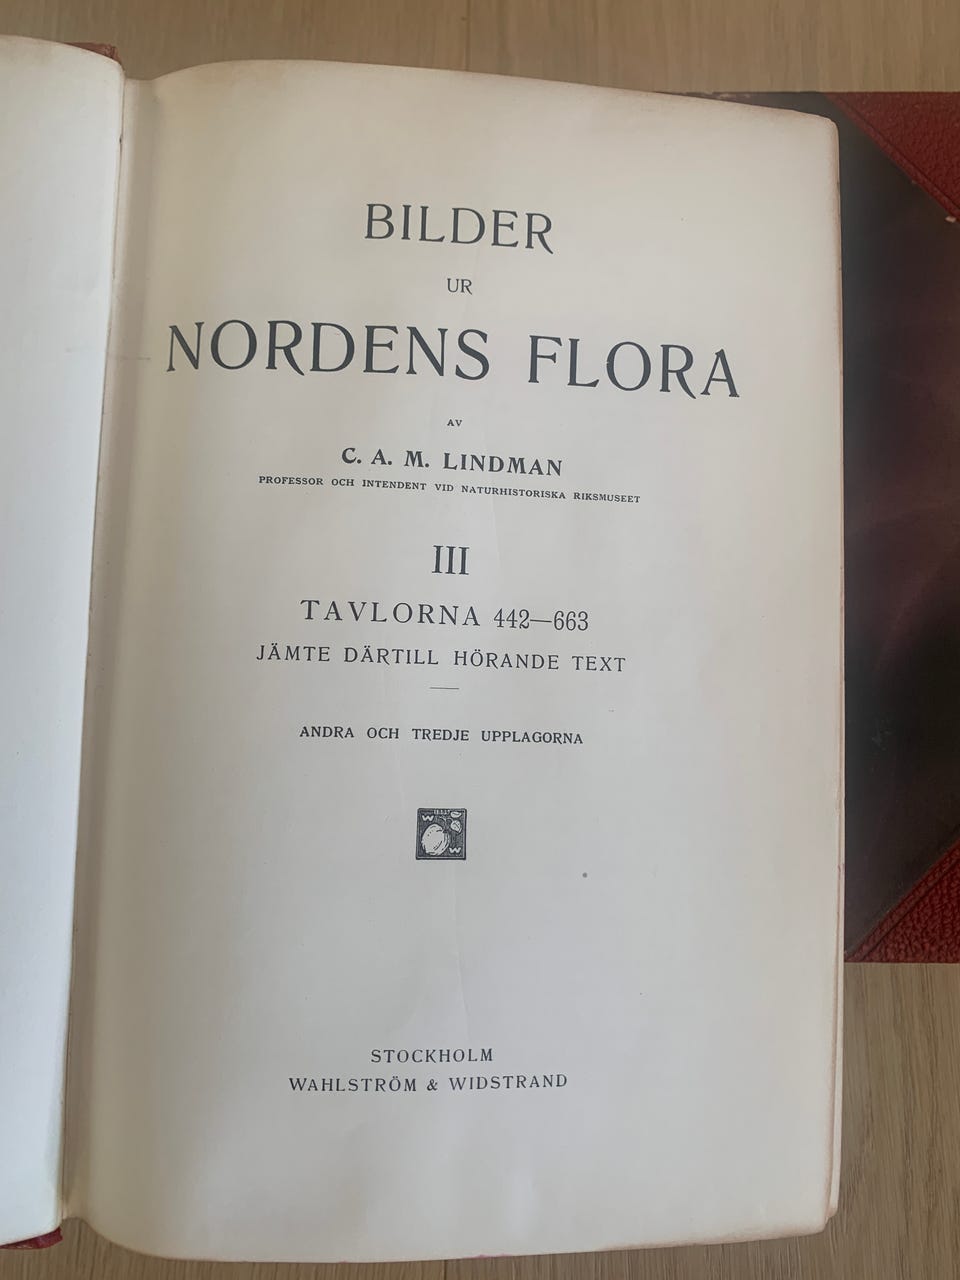 BILDER
UR
NORDENS FLORA
AV
C. A. M. LINDMAN
PROFESSOR OCH INTENDENT VID NATURHISTORISKA RIKSMUSEET
III
TAVLORNA 442—663
JÄMTE DÄRTILL HÖRANDE TEXT
ANDRA OCH TREDJE UPPLAGORNA
W
W
STOCKHOLM
WAHLSTRÖM & WIDSTRAND